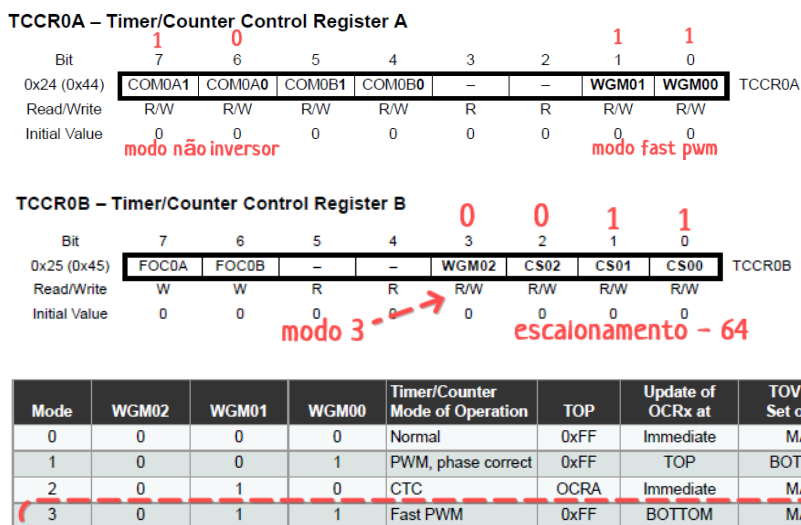 TCCR0A – Timer/Counter Control Register A
1 0 1 1
Bit 7 6 5 4 3 2 1 0
0x24 (0x44) COM0A1 COM0A0 COM0B1 COM0B0 – – WGM01 WGM00 TCCR0A
Read/Write R/W R/W R/W R/W R R R/W R/W
Initial Value 0 0 0 0 0 0 0 0
modo não inversor modo fast pwm
TCCR0B – Timer/Counter Control Register B
0 0 1 1
Bit 7 6 5 4 3 2 1 0
0x25 (0x45) FOC0A FOC0B – – WGM02 CS02 CS01 CS00 TCCR0B
Read/Write W W R R R/W R/W R/W R/W
Initial Value 0 0 0 0 0 0 0 0
modo 3 escalonamento - 64
Timer/Counter Update of TOV
Mode WGM02 WGM01 WGM00 Mode of Operation TOP OCRx at Set o
0 0 0 0 Normal 0xFF Immediate MA
1 0 0 1 PWM, phase correct 0xFF TOP BOT
2 0 1 0 CTC OCRA Immediate MA
3 0 1 1 Fast PWM 0xFF BOTTOM MA